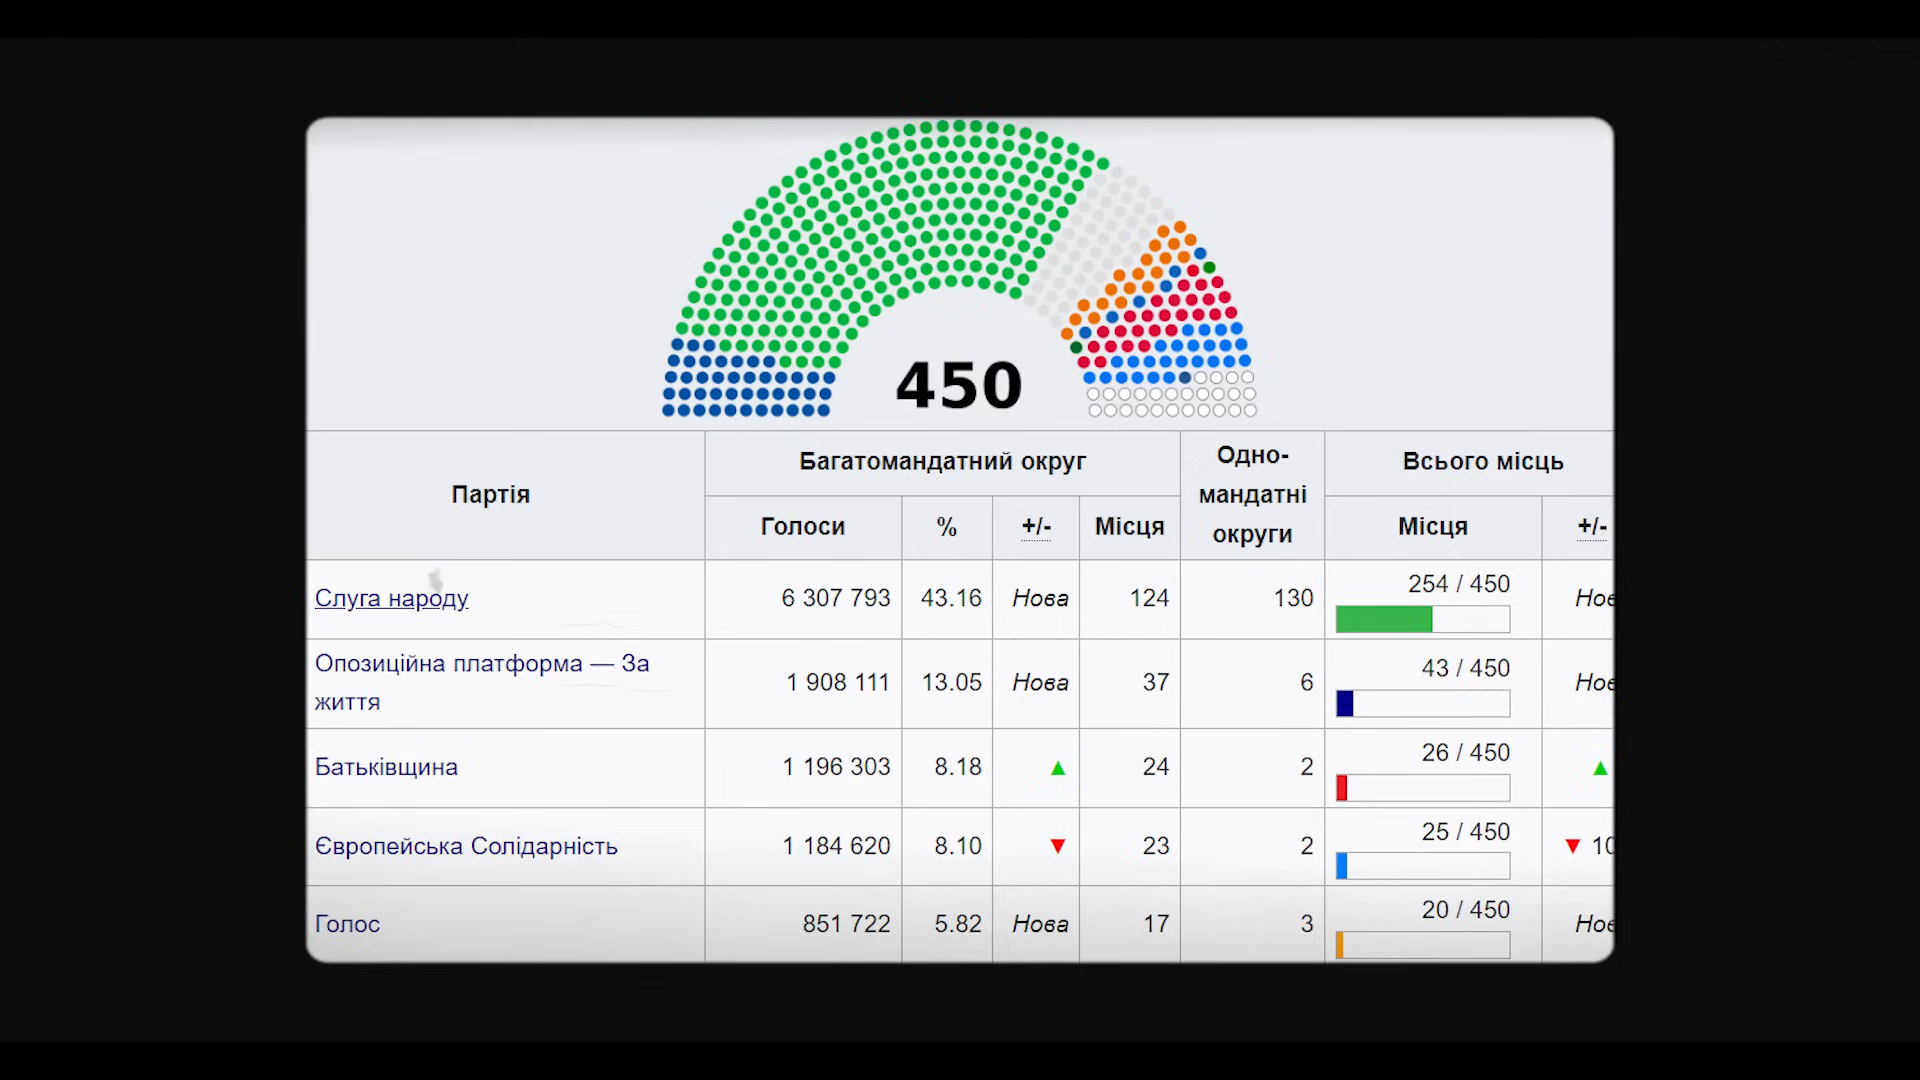 450
Партія
Багатомандатний округ
Одно-
мандатні
округи
Всього місць
Голоси
%
+/-
Місця
Місця
+/-
Слуга народу
6 307 793
43.16
Нова
124
130
254 / 450
Опозиційна платформа — За
життя
1 908 111
13.05
Нова
37
6
43 / 450
Батьківщина
1 196 303
8.18
▲
24
2
26 / 450
▲
Європейська Солідарність
1 184 620
8.10
▼
23
2
25 / 450
▼ 10
Голос
851 722
5.82
Нова
17
3
20 / 450